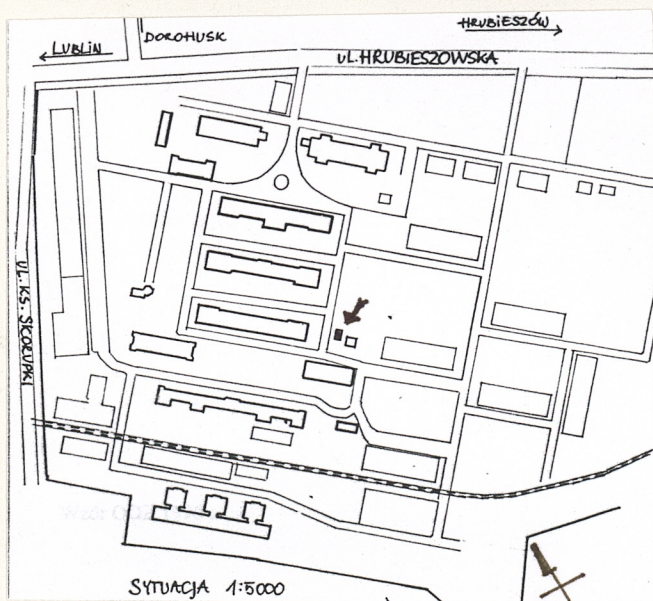 LUBLIN
DOROHUSK
HRUBIESZÓW
UL. HRUBIESZOWSKA
UL. KS. SKORUPKI
SYTUACJA 1:5000